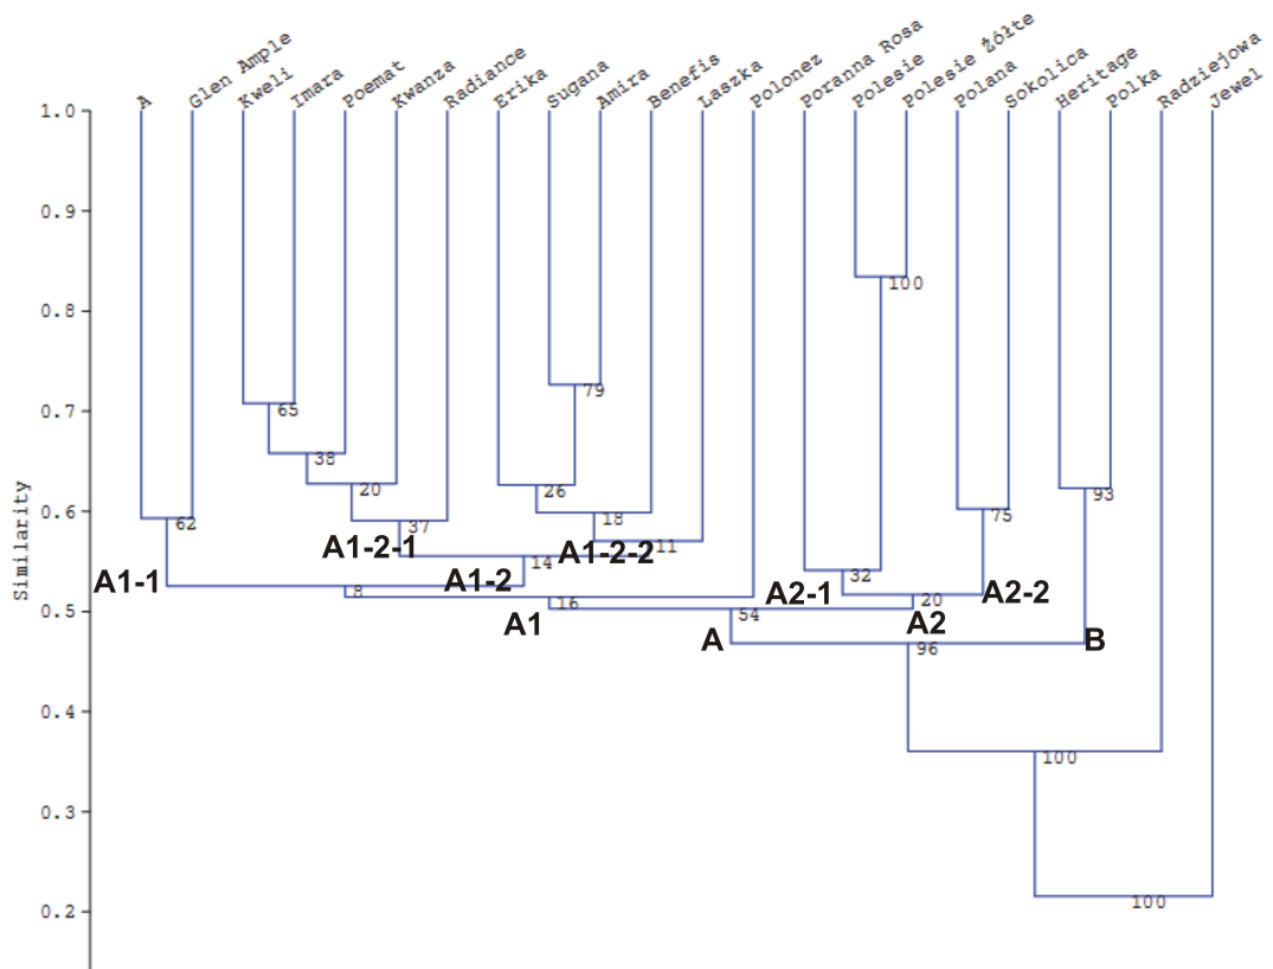 A
Glen Ample
Kweli
Imara
Poemat
Kwanza
Radiance
Erika
Sugana
Amira
Benefis
Laszka
Polonez
Poranna Rosa
Polesie
Polesie Żółte
Polana
Sokolica
Heritage
Polka
Radziejowa
Jewel
1.0
0.9
100
0.8
79
0.7
65
38
20
26
93
Similarity
0.6
62
37
18
75
A1-2-1
A1-2-2
11
14
A1-1
A1-2
8
32
A2-1
A2-2
20
0.5
16
54
A1
A2
A
96
B
0.4
100
0.3
100
0.2